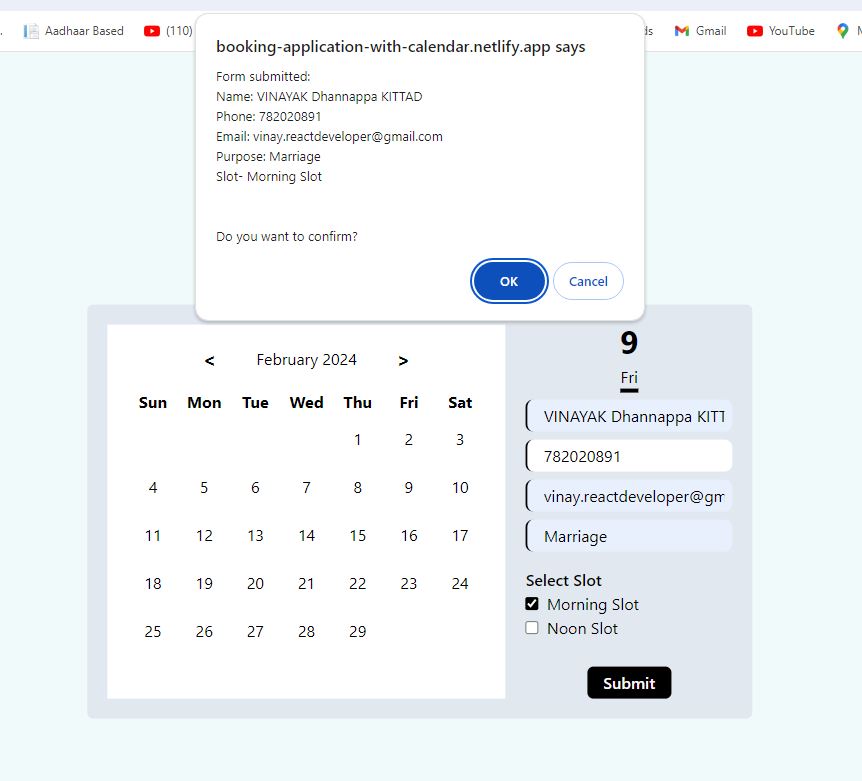 Aadhaar Based
(110)
ds
Gmail
YouTube
booking-application-with-calendar.netlify.app says
Form submitted:
Name: VINAYAK Dhannappa KITTAD
Phone: 782020891
Email: vinay.reactdeveloper@gmail.com
Purpose: Marriage
Slot- Morning Slot
Do you want to confirm?
OK Cancel
< February 2024 >
Sun Mon Tue Wed Thu Fri Sat
1 2 3
4 5 6 7 8 9 10
11 12 13 14 15 16 17
18 19 20 21 22 23 24
25 26 27 28 29
9
Fri
VINAYAK Dhannappa KITT
782020891
vinay.reactdeveloper@gm
Marriage
Select Slot
Morning Slot
Noon Slot
Submit